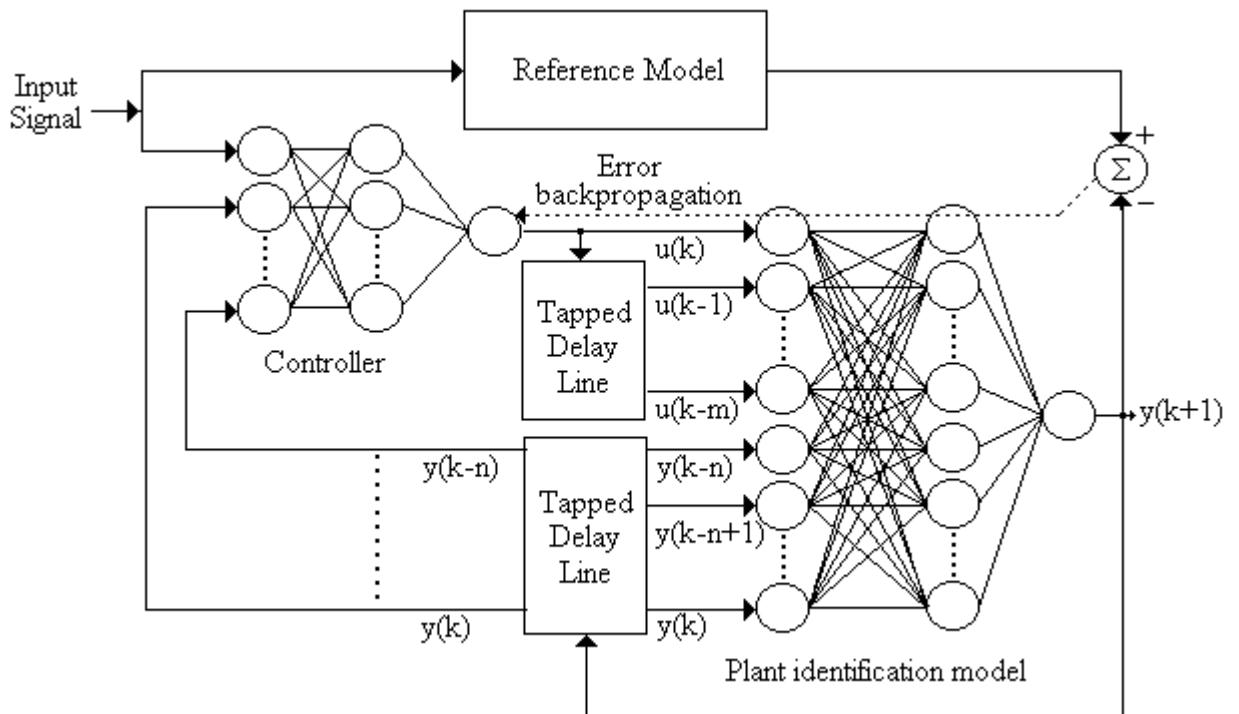 Reference Model
Input
Signal
+
Σ
−
Error
backpropagation
u(k)
Tapped
Delay
Line
u(k-1)
u(k-m)
Controller
y(k+1)
y(k-n)
Tapped
Delay
Line
y(k-n)
y(k-n+1)
y(k)
y(k)
Plant identification model